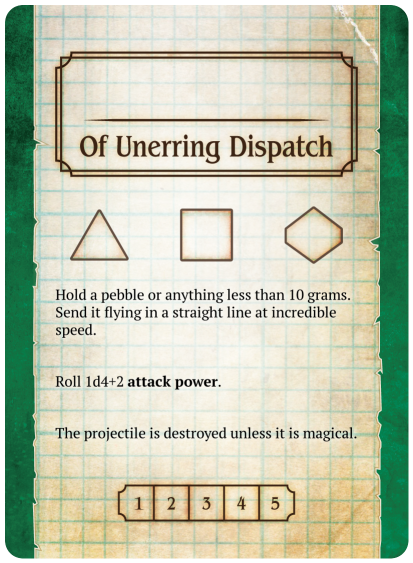 Of Unerring Dispatch
Hold a pebble or anything less than 10 grams.
Send it flying in a straight line at incredible
speed.
Roll 1d4+2 attack power.
The projectile is destroyed unless it is magical.
1 2 3 4 5